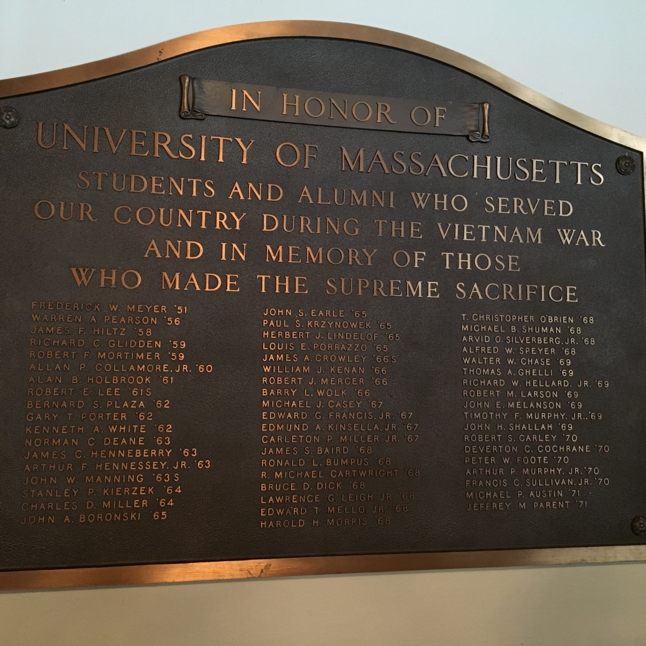 IN HONOR OF
UNIVERSITY OF MASSACHUSETTS
STUDENTS AND ALUMNI WHO SERVED
OUR COUNTRY DURING THE VIETNAM WAR
AND IN MEMORY OF THOSE
WHO MADE THE SUPREME SACRIFICE
FREDERICK W. MEYER '51
WARREN A. PEARSON '56
JAMES F. HILTZ '58
RICHARD C. GLIDDEN '59
ROBERT F. MORTIMER '59
ALLAN P. COLLAMORE, JR. '60
ALAN B. HOLBROOK '61
ROBERT E. LEE '61S
BERNARD S. PLAZA '62
GARY T. PORTER '62
KENNETH A. WHITE '62
NORMAN C. DEANE '63
JAMES C. HENNEBERRY '63
ARTHUR F. HENNESSEY, JR. '63
JOHN W. MANNING '63S
STANLEY P. KIERZEK '64
CHARLES D. MILLER '64
JOHN A. BORONSKI '65
JOHN S. EARLE '65
PAUL S. KRZYNOWEK '65
HERBERT J. LINDELOF '65
LOUIS E. PORRAZZO '65
JAMES A. CROWLEY '66S
WILLIAM J. KENAN '66
ROBERT J. MERCER '66
BARRY L. WOLK '66
MICHAEL J. CASEY '67
EDWARD G. FRANCIS, JR. '67
EDMUND A. KINSELLA, JR. '67
CARLETON P. MILLER JR. '67
JAMES S. BAIRD '68
RONALD L. BUMPUS '68
R. MICHAEL CARTWRIGHT '68
BRUCE D. DICK '68
LAWRENCE G. LEIGH, JR. '68
EDWARD T. MELLO, JR. '68
HAROLD H. MORRIS '68
T. CHRISTOPHER O'BRIEN '68
MICHAEL B. SHUMAN '68
ARVID O. SILVERBERG, JR. '68
ALFRED W. SPEYER '68
WALTER W. CHASE '69
THOMAS A. GHELLI '69
RICHARD W. HELLARD, JR. '69
ROBERT M. LARSON '69
JOHN E. MELANSON '69
TIMOTHY F. MURPHY, JR., '69
JOHN H. SHALLAH '69
ROBERT S. CARLEY '70
DEVERTON C. COCHRANE '70
PETER W. FOOTE '70
ARTHUR P. MURPHY, JR. '70
FRANCIS C. SULLIVAN, JR. '70
MICHAEL P. AUSTIN '71
JEFFREY M. PARENT '71